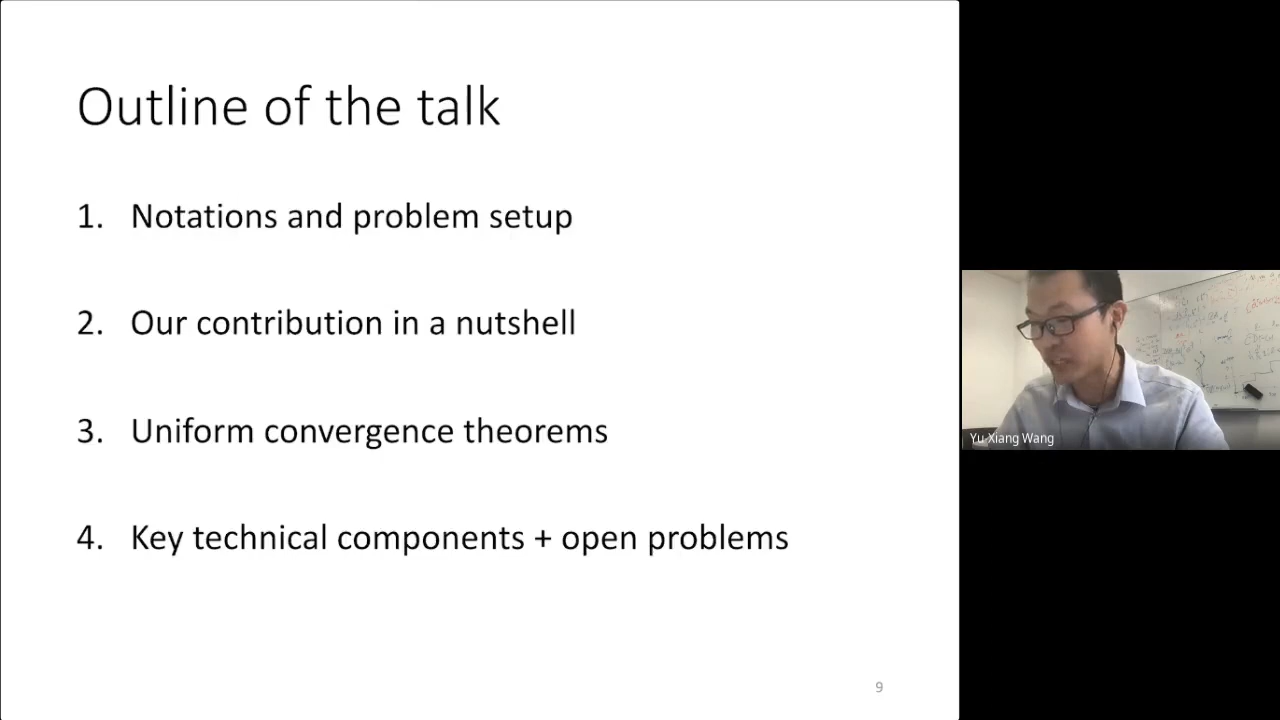 Outline of the talk
1. Notations and problem setup
2. Our contribution in a nutshell
3. Uniform convergence theorems
4. Key technical components + open problems
9
Yu Xiang Wang